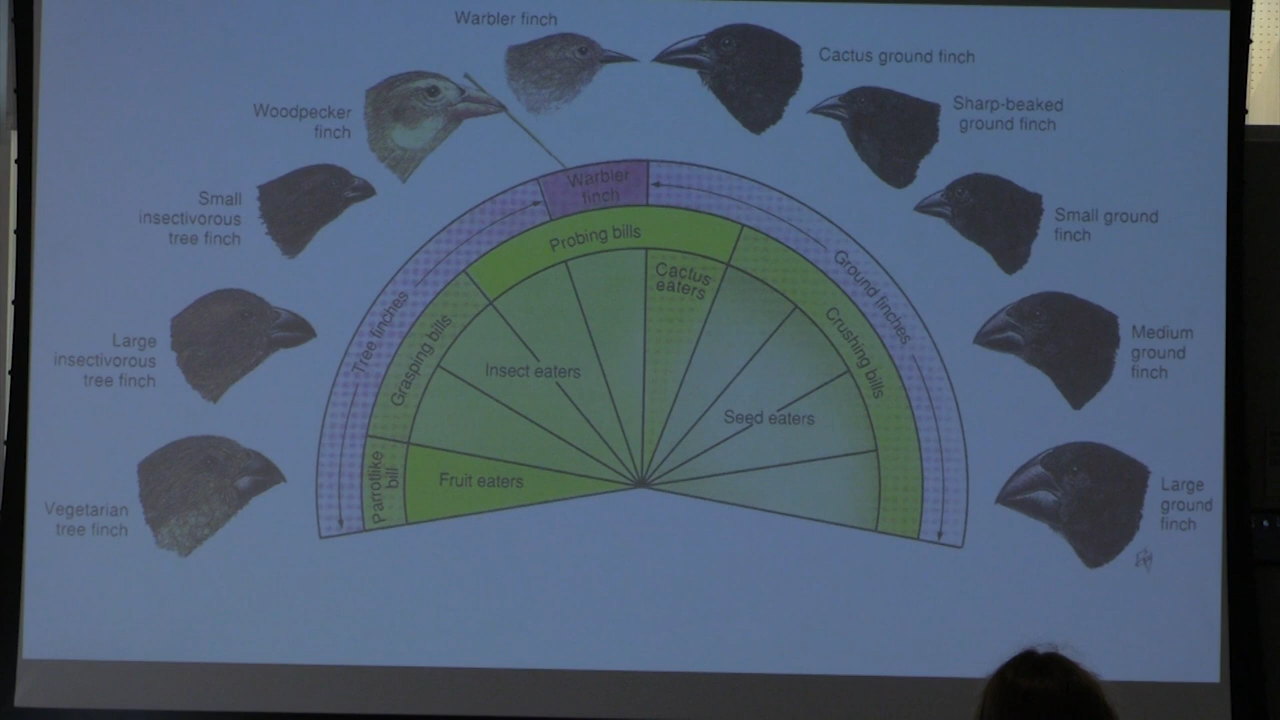 Warbler finch
Cactus ground finch
Woodpecker
finch
Sharp-beaked
ground finch
Small
insectivorous
tree finch
Small ground
finch
Large
insectivorous
tree finch
Medium
ground
finch
Vegetarian
tree finch
Large
ground
finch
Warbler
finch
Tree finches
Ground finches
Probing bills
Grasping bills
Crushing bills
Parrotlike
bill
Cactus
eaters
Insect eaters
Seed eaters
Fruit eaters